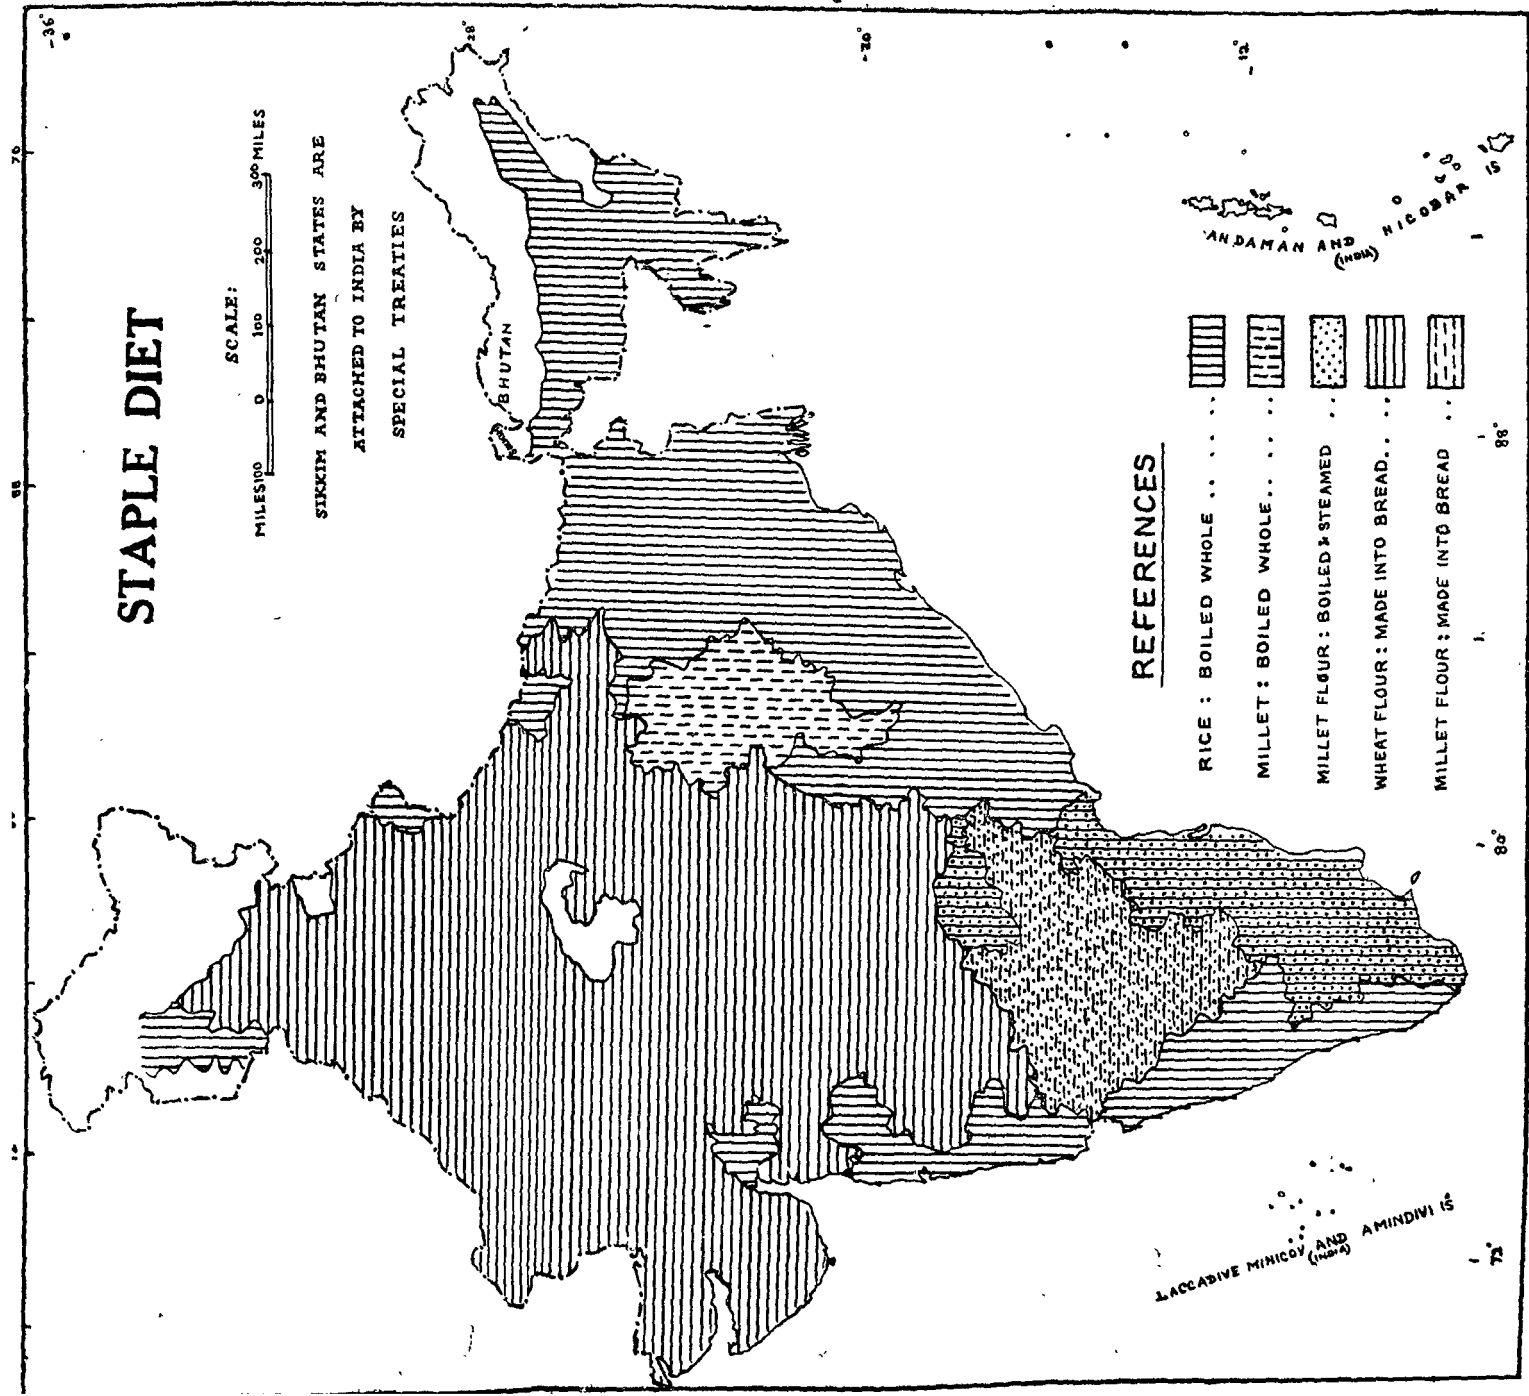 STAPLE DIET
SCALE:
MILES 100 0 100 200 300 MILES
SIKKIM AND BHUTAN STATES ARE
ATTACHED TO INDIA BY
SPECIAL TREATIES
BHUTAN
REFERENCES
RICE : BOILED WHOLE .. .. ..
MILLET : BOILED WHOLE .. .. ..
MILLET FLOUR : BOILED & STEAMED ..
WHEAT FLOUR : MADE INTO BREAD .. ..
MILLET FLOUR : MADE INTO BREAD ..
ANDAMAN AND NICOBAR IS
(INDIA)
LACCADIVE MINICOY AND AMINDIVI IS
(INDIA)
36°
28°
20°
12°
88
72°
80°
88°